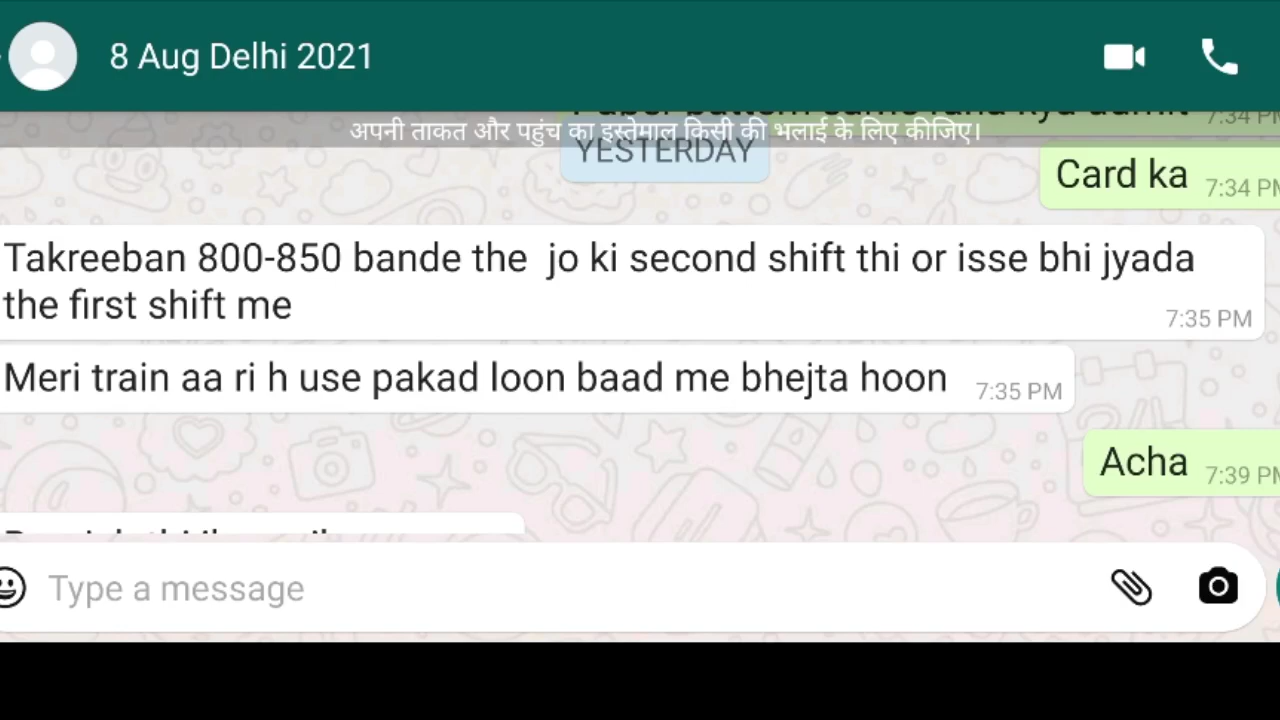 8 Aug Delhi 2021
7:34
अपनी ताकत और पहुंच का इस्तेमाल किसी की भलाई के लिए कीजिए।
YESTERDAY
Card ka 7:34 PM
Takreeban 800-850 bande the jo ki second shift thi or isse bhi jyada
the first shift me 7:35 PM
Meri train aa ri h use pakad loon baad me bhejta hoon 7:35 PM
Acha 7:39 PM
Type a message